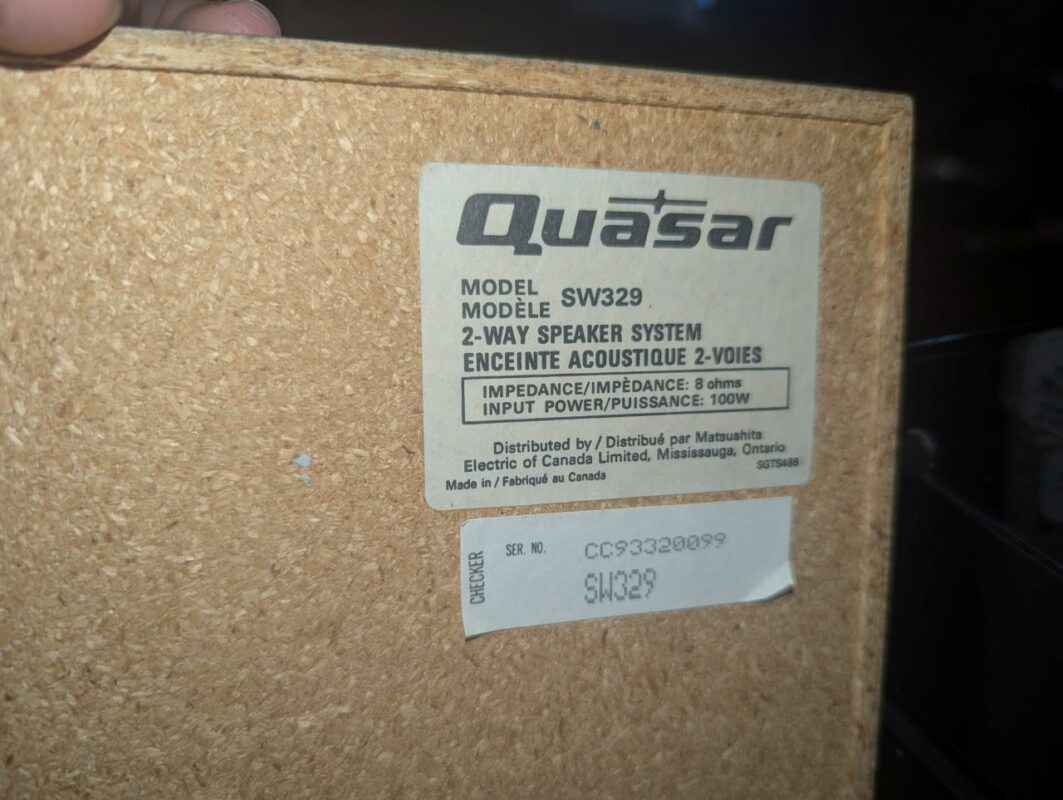 Quasar
MODEL
MODÈLE SW329
2-WAY SPEAKER SYSTEM
ENCEINTE ACOUSTIQUE 2-VOIES
IMPEDANCE/IMPÈDANCE: 8 ohms
INPUT POWER/PUISSANCE: 100W
Distributed by / Distribué par Matsushita
Electric of Canada Limited, Mississauga, Ontario
SGTS486
Made in / Fabriqué au Canada
CHECKER
SER. NO. CC93320099
SW329